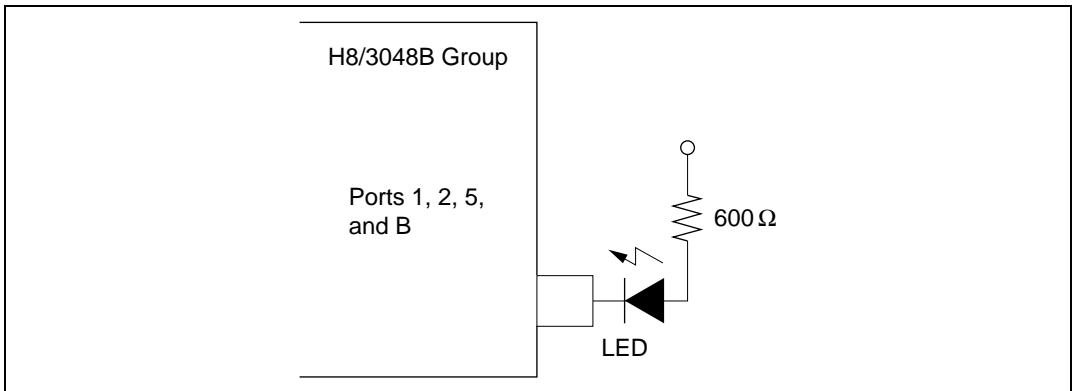 H8/3048B Group
Ports 1, 2, 5,
and B
600 Ω
LED